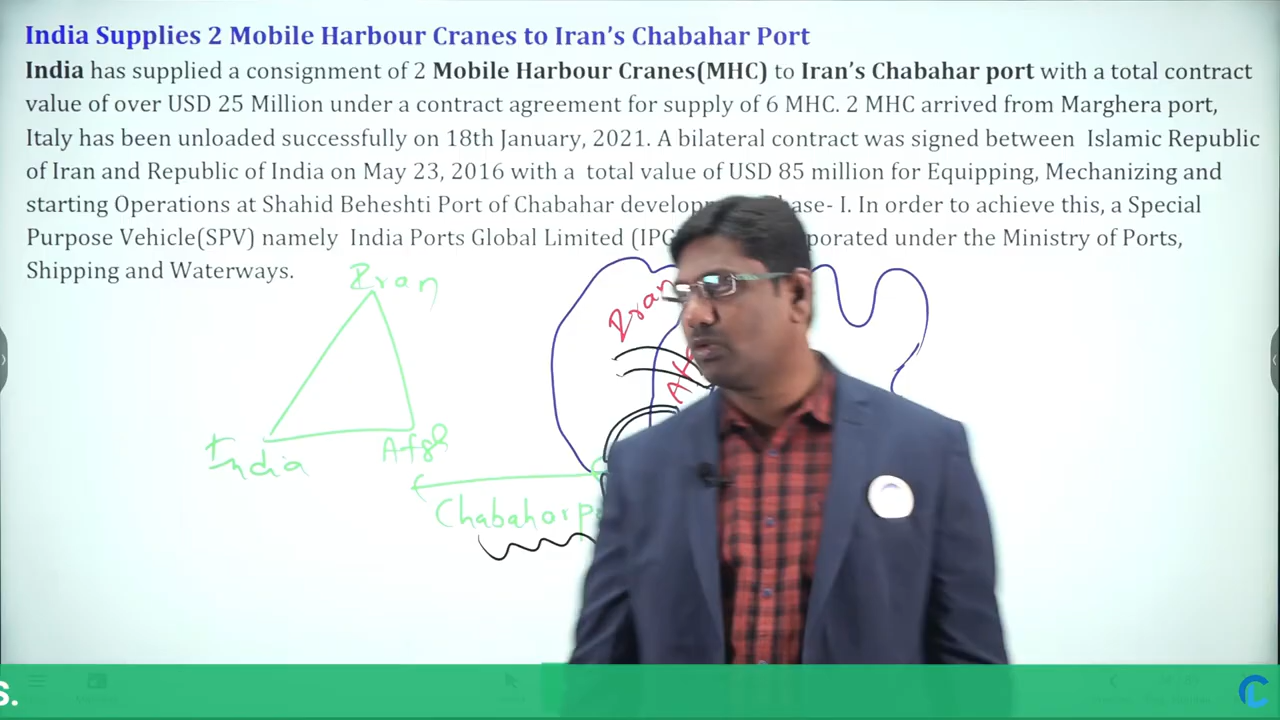 India Supplies 2 Mobile Harbour Cranes to Iran's Chabahar Port
India has supplied a consignment of 2 Mobile Harbour Cranes(MHC) to Iran's Chabahar port with a total contract
value of over USD 25 Million under a contract agreement for supply of 6 MHC. 2 MHC arrived from Marghera port,
Italy has been unloaded successfully on 18th January, 2021. A bilateral contract was signed between Islamic Republic
of Iran and Republic of India on May 23, 2016 with a total value of USD 85 million for Equipping, Mechanizing and
starting Operations at Shahid Beheshti Port of Chabahar I. In order to achieve this, a Special
Purpose Vehicle(SPV) namely India Ports Global Limited under the Ministry of Ports,
Shipping and Waterways.
Iran
Iran
India
Afgh
Chabahar
s.